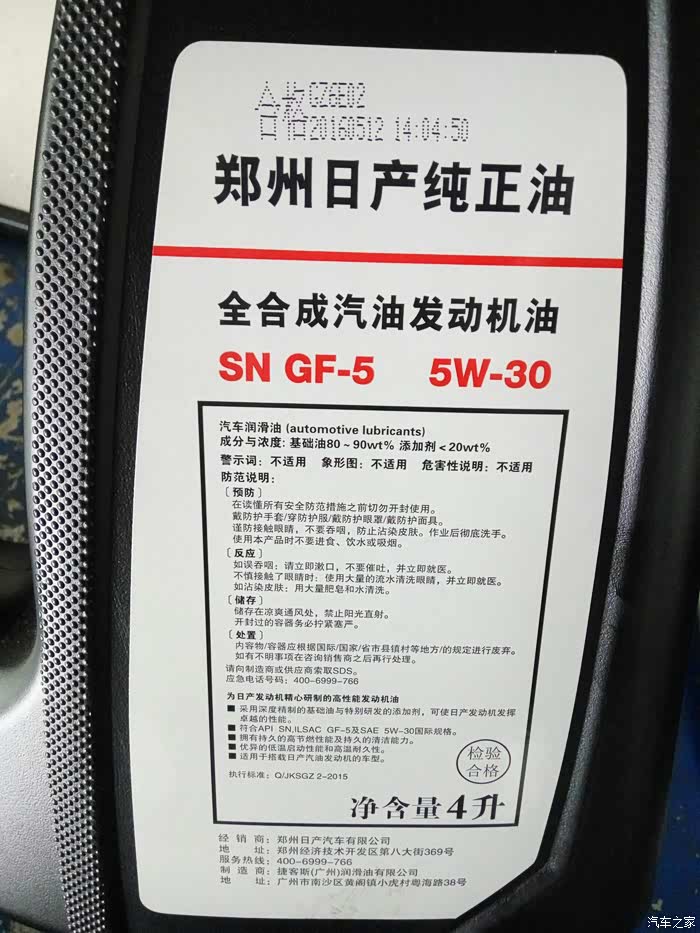 合格 GZ6E02
日期 20160512 14:04:50
郑州日产纯正油
全合成汽油发动机油
SN GF-5 5W-30
汽车润滑油 (automotive lubricants)
成分与浓度: 基础油80~90wt% 添加剂<20wt%
警示词: 不适用 象形图: 不适用 危害性说明: 不适用
防范说明:
〔预防〕
在读懂所有安全防范措施之前切勿开封使用。
戴防护手套/穿防护服/戴防护眼罩/戴防护面具。
谨防接触眼睛，不要吞咽，防止沾染皮肤。作业后彻底洗手。
使用本产品时不要进食、饮水或吸烟。
〔反应〕
如误吞咽: 请立即漱口，不要催吐，并立即就医。
不慎接触了眼睛时: 使用大量的流水清洗眼睛，并立即就医。
如沾染皮肤: 用大量肥皂和水清洗。
〔储存〕
储存在凉爽通风处，禁止阳光直射。
开封过的容器务必拧紧塞严。
〔处置〕
内容物/容器应根据国际/国家/省市县镇村等地方/的规定进行废弃。
如有不明事项在咨询销售商之后再行处理。
请向制造商或供应商索取SDS。
应急电话号码: 400-6999-766
为日产发动机精心研制的高性能发动机油
■ 采用深度精制的基础油与特别研发的添加剂，可使日产发动机发挥
卓越的性能。
■ 符合API SN,ILSAC GF-5及SAE 5W-30国际规格。
■ 拥有持久的高节燃性能及持久的清洁能力。
■ 优异的低温启动性能和高温耐久性。
■ 适用于搭载日产汽油发动机的车型。
检验
合格
执行标准: Q/JKSGZ 2-2015
净含量4升
经销商: 郑州日产汽车有限公司
地址: 郑州经济技术开发区第八大街369号
服务热线: 400-6999-766
制造商: 捷客斯(广州)润滑油有限公司
地址: 广州市南沙区黄阁镇小虎村粤海路38号
汽车之家